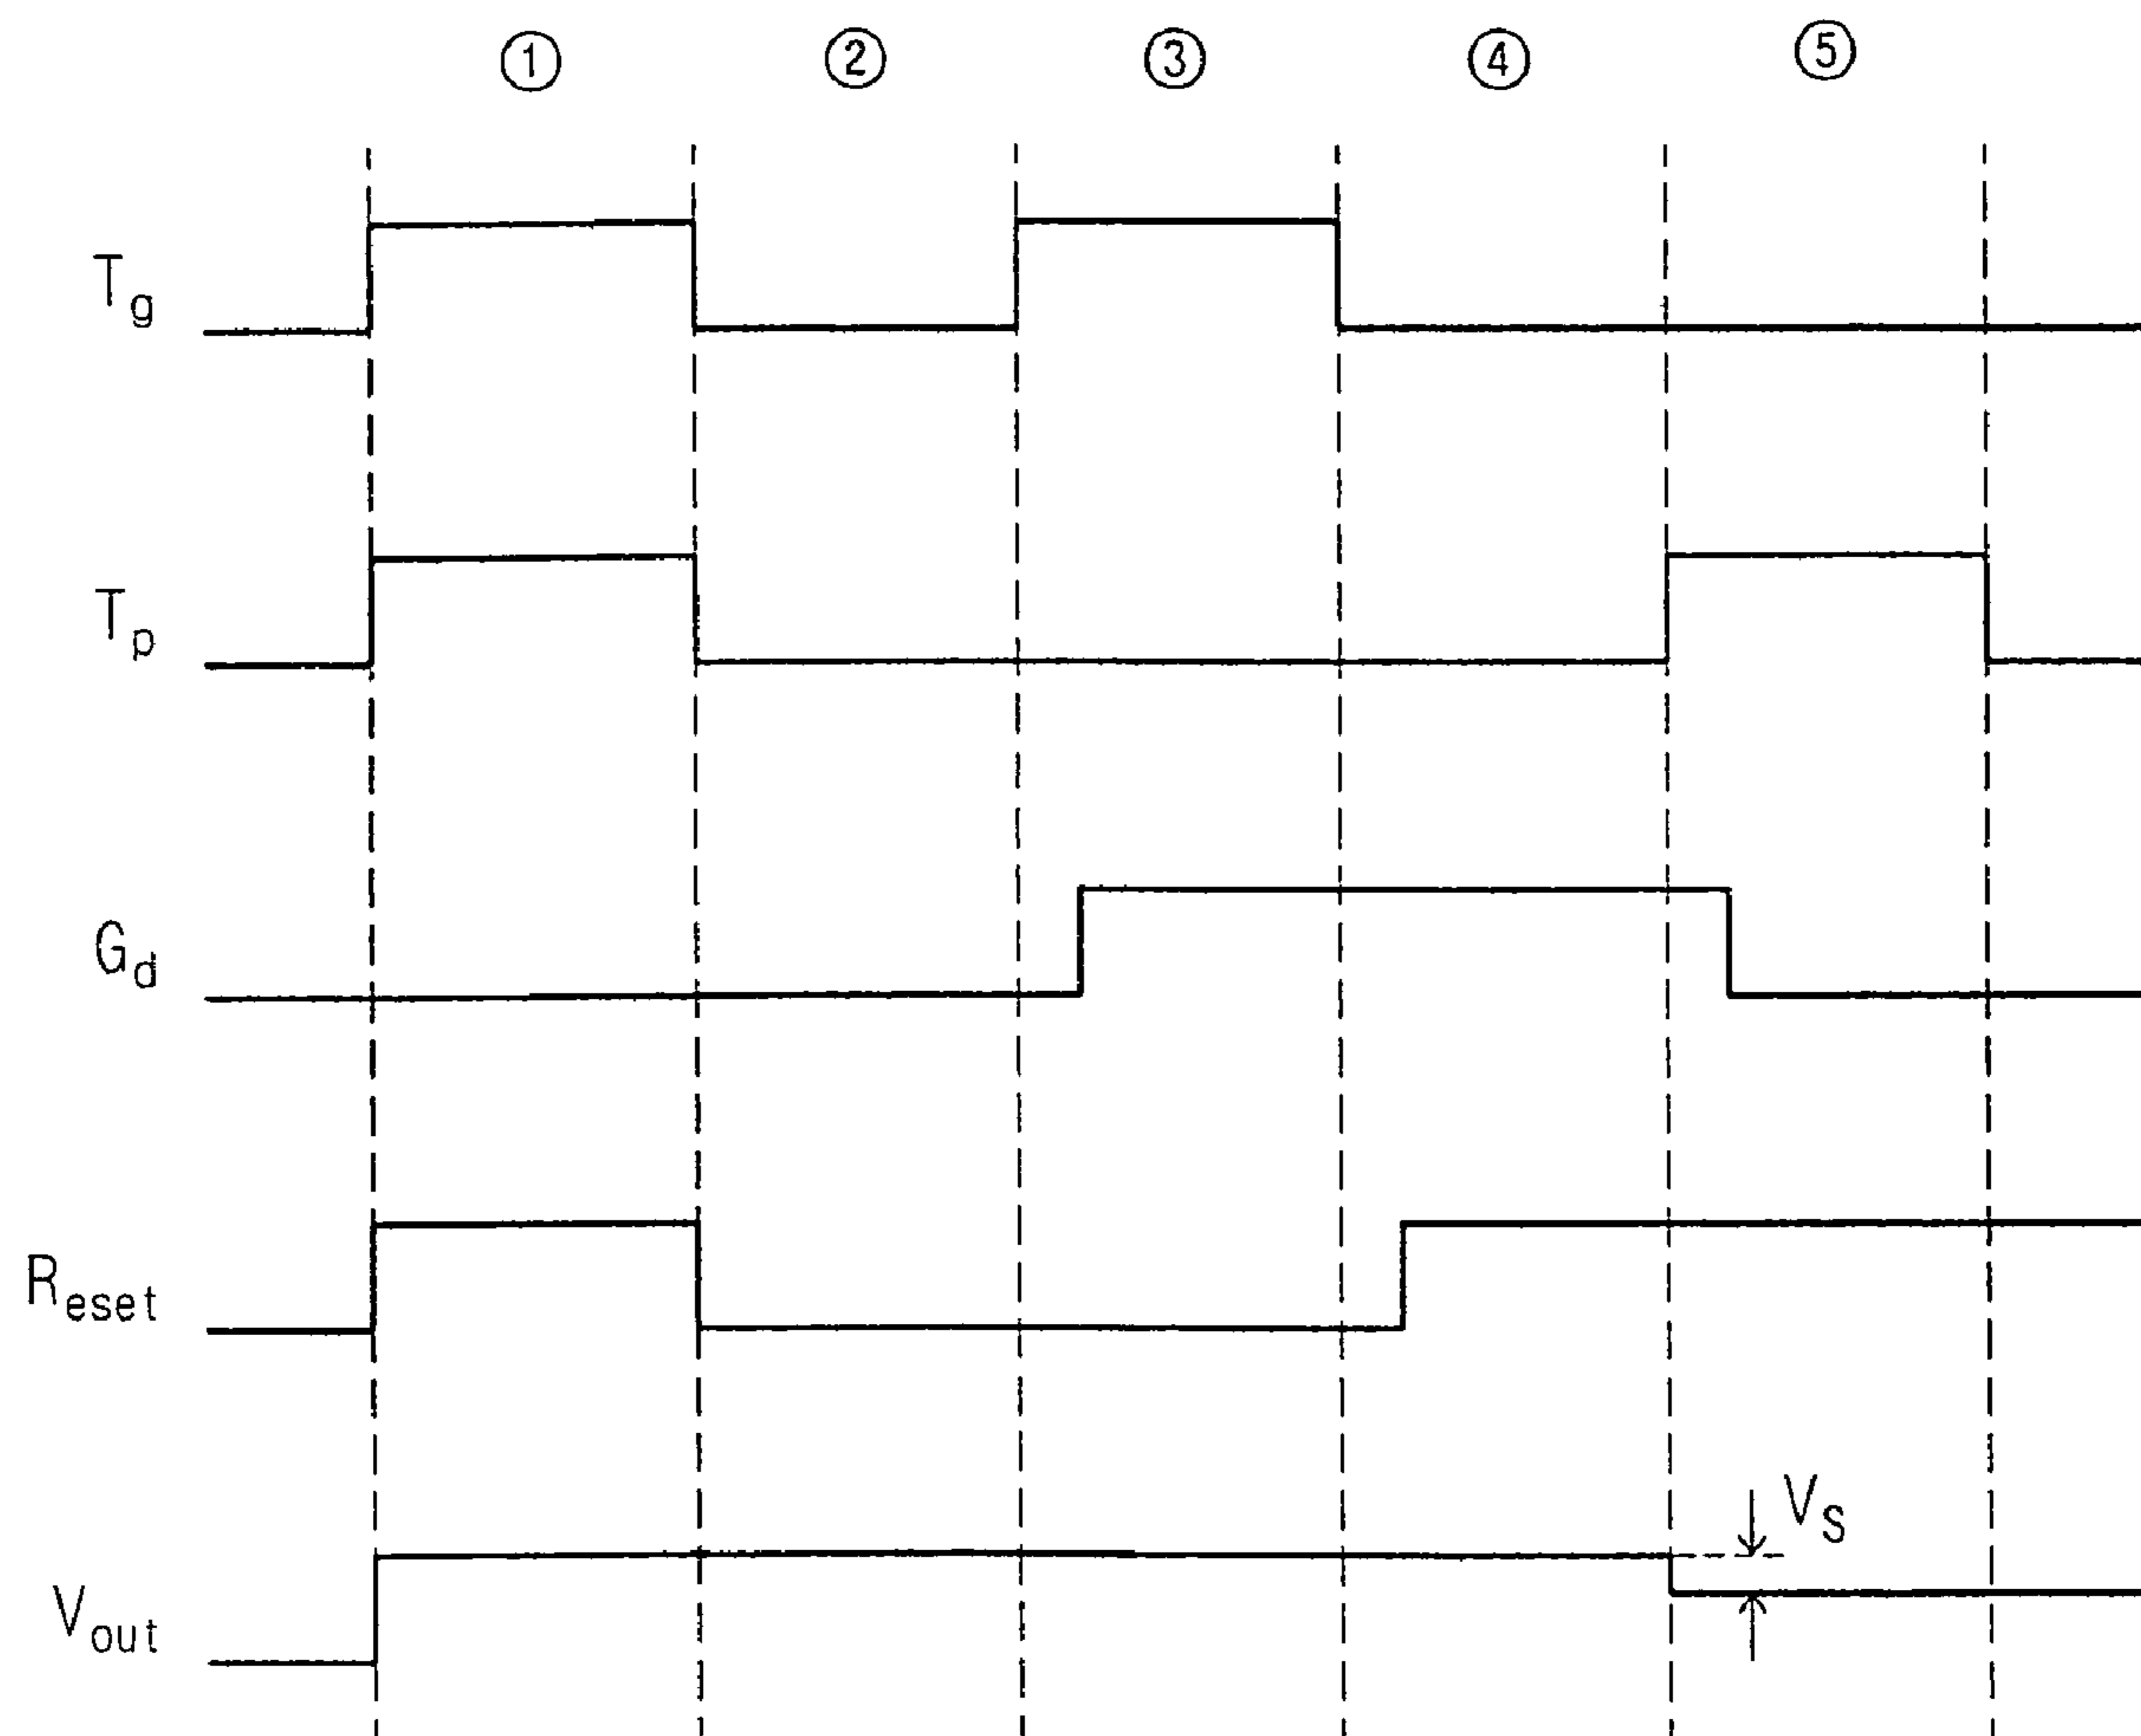 ① ② ③ ④ ⑤
Tg
Tp
Gd
Reset
VS
Vout